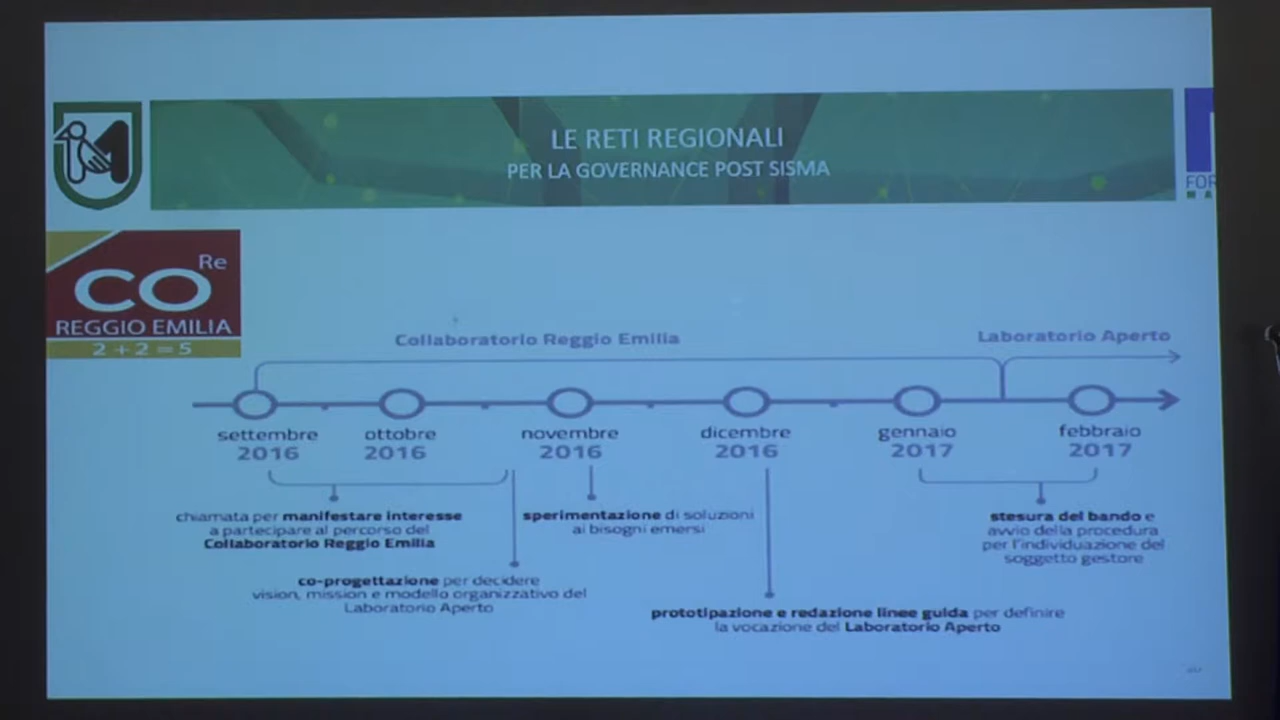 LE RETI REGIONALI
PER LA GOVERNANCE POST SISMA
FOR
MA
Re
CO
REGGIO EMILIA
2+2=5
Collaboratorio Reggio Emilia
Laboratorio Aperto
settembre
2016
ottobre
2016
novembre
2016
dicembre
2016
gennaio
2017
febbraio
2017
chiamata per manifestare interesse
a partecipare al percorso del
Collaboratorio Reggio Emilia
co-progettazione per decidere
vision, mission e modello organizzativo del
Laboratorio Aperto
sperimentazione di soluzioni
ai bisogni emersi
prototipazione e redazione linee guida per definire
la vocazione del Laboratorio Aperto
stesura del bando e
avvio della procedura
per l'individuazione del
soggetto gestore